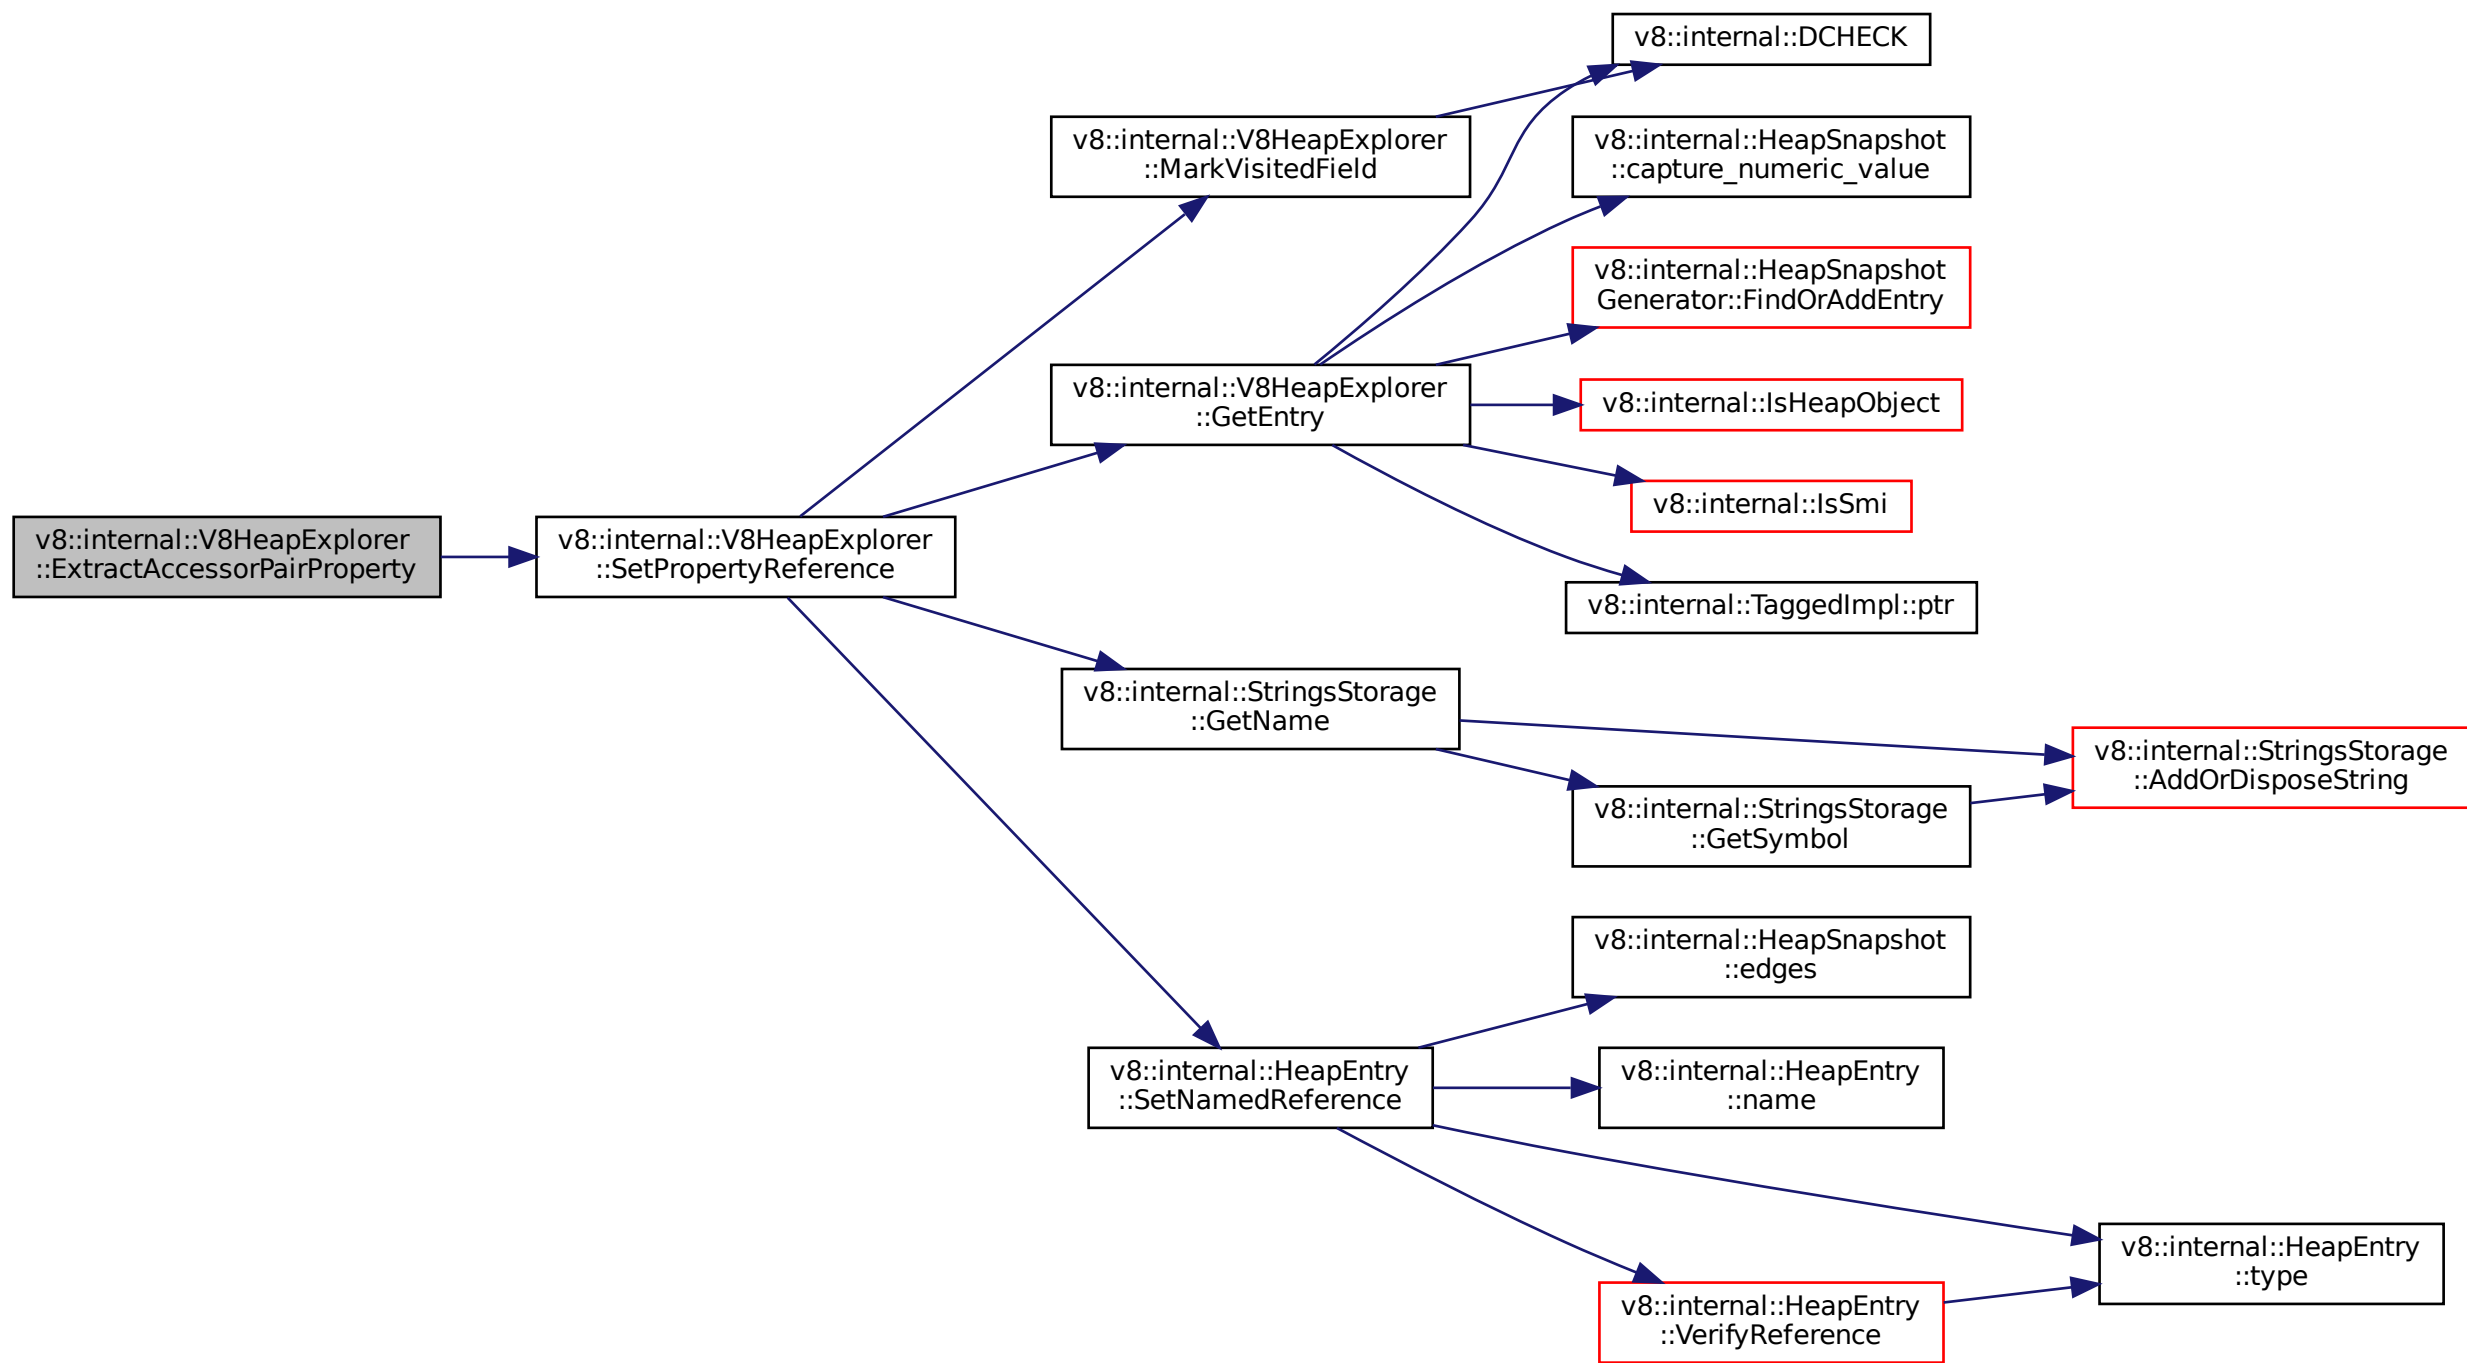 v8::internal::V8HeapExplorer
::ExtractAccessorPairProperty
v8::internal::V8HeapExplorer
::SetPropertyReference
v8::internal::V8HeapExplorer
::MarkVisitedField
v8::internal::V8HeapExplorer
::GetEntry
v8::internal::StringsStorage
::GetName
v8::internal::HeapEntry
::SetNamedReference
v8::internal::DCHECK
v8::internal::HeapSnapshot
::capture_numeric_value
v8::internal::HeapSnapshot
Generator::FindOrAddEntry
v8::internal::IsHeapObject
v8::internal::IsSmi
v8::internal::TaggedImpl::ptr
v8::internal::StringsStorage
::GetSymbol
v8::internal::HeapSnapshot
::edges
v8::internal::HeapEntry
::name
v8::internal::HeapEntry
::VerifyReference
v8::internal::StringsStorage
::AddOrDisposeString
v8::internal::HeapEntry
::type